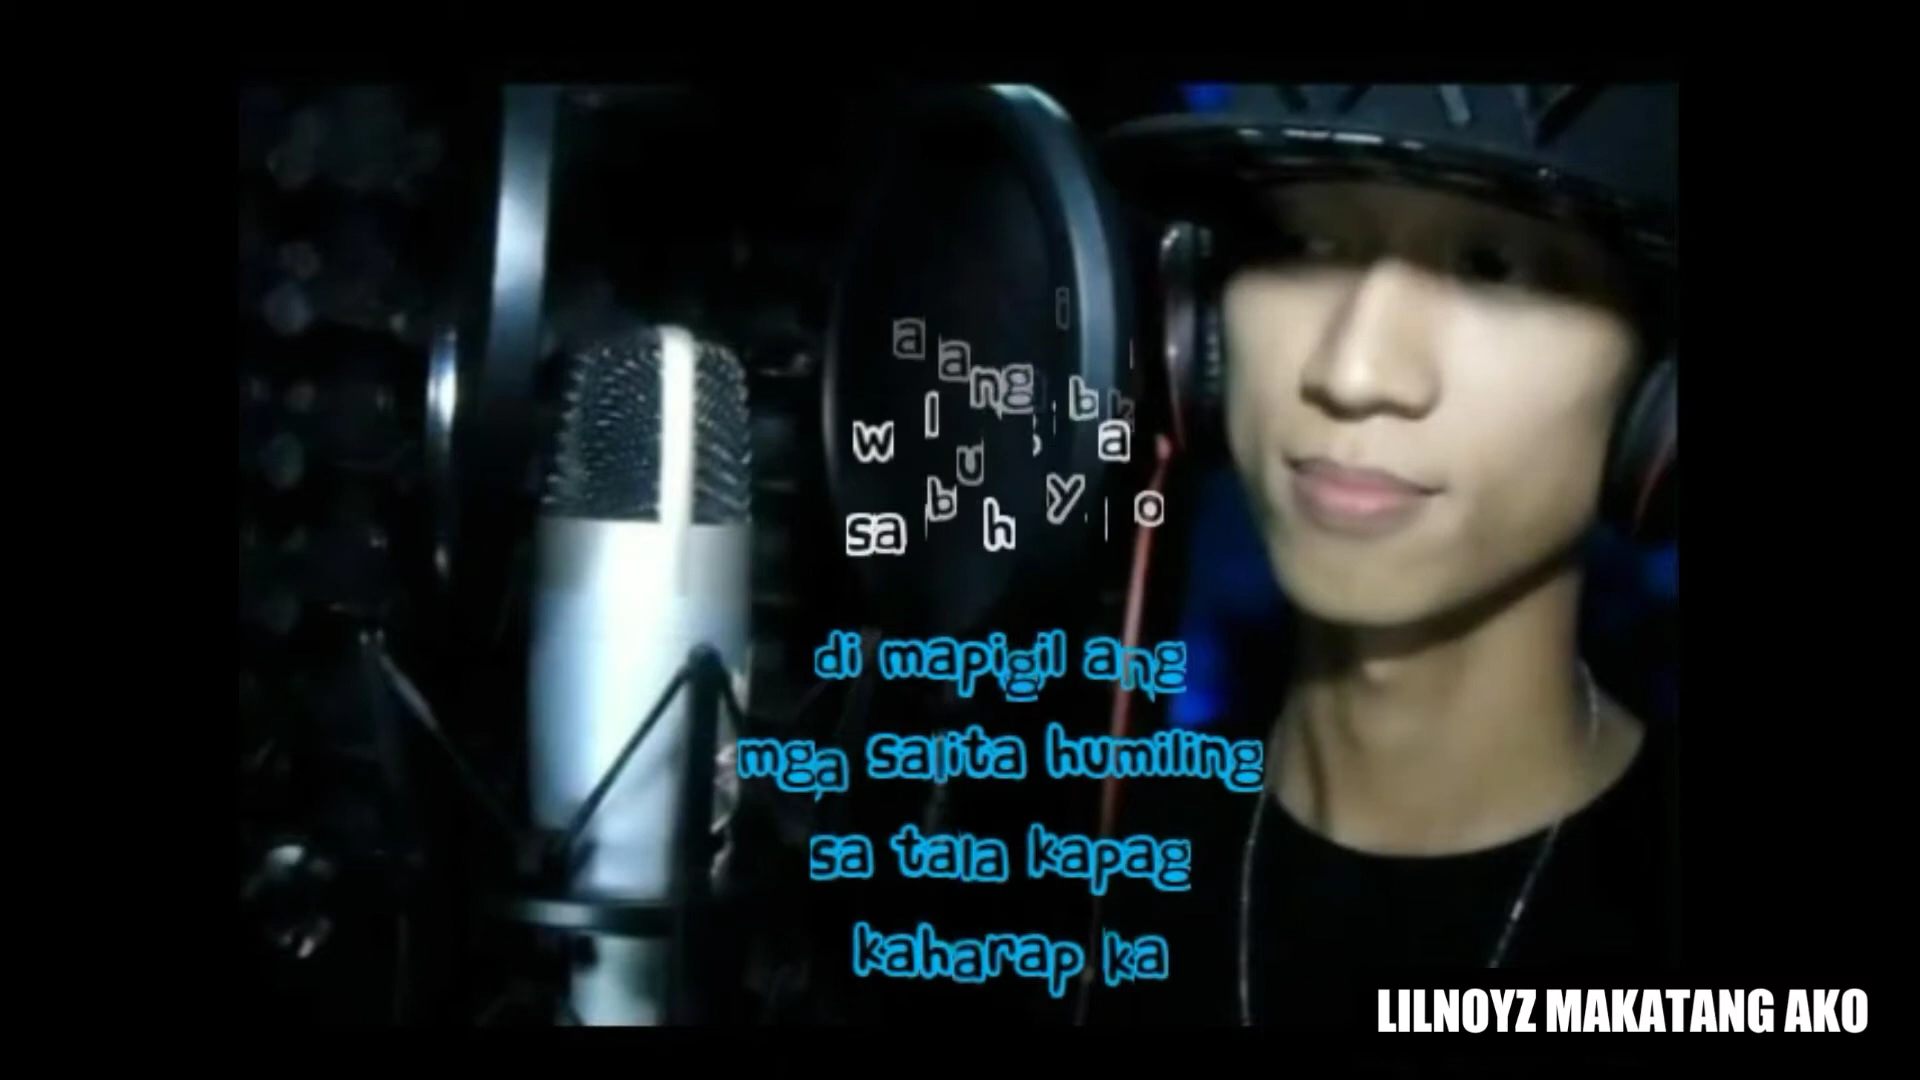 di mapigil ang
mga salita humiling
sa tala kapag
kaharap ka
LILNOYZ MAKATANG AKO